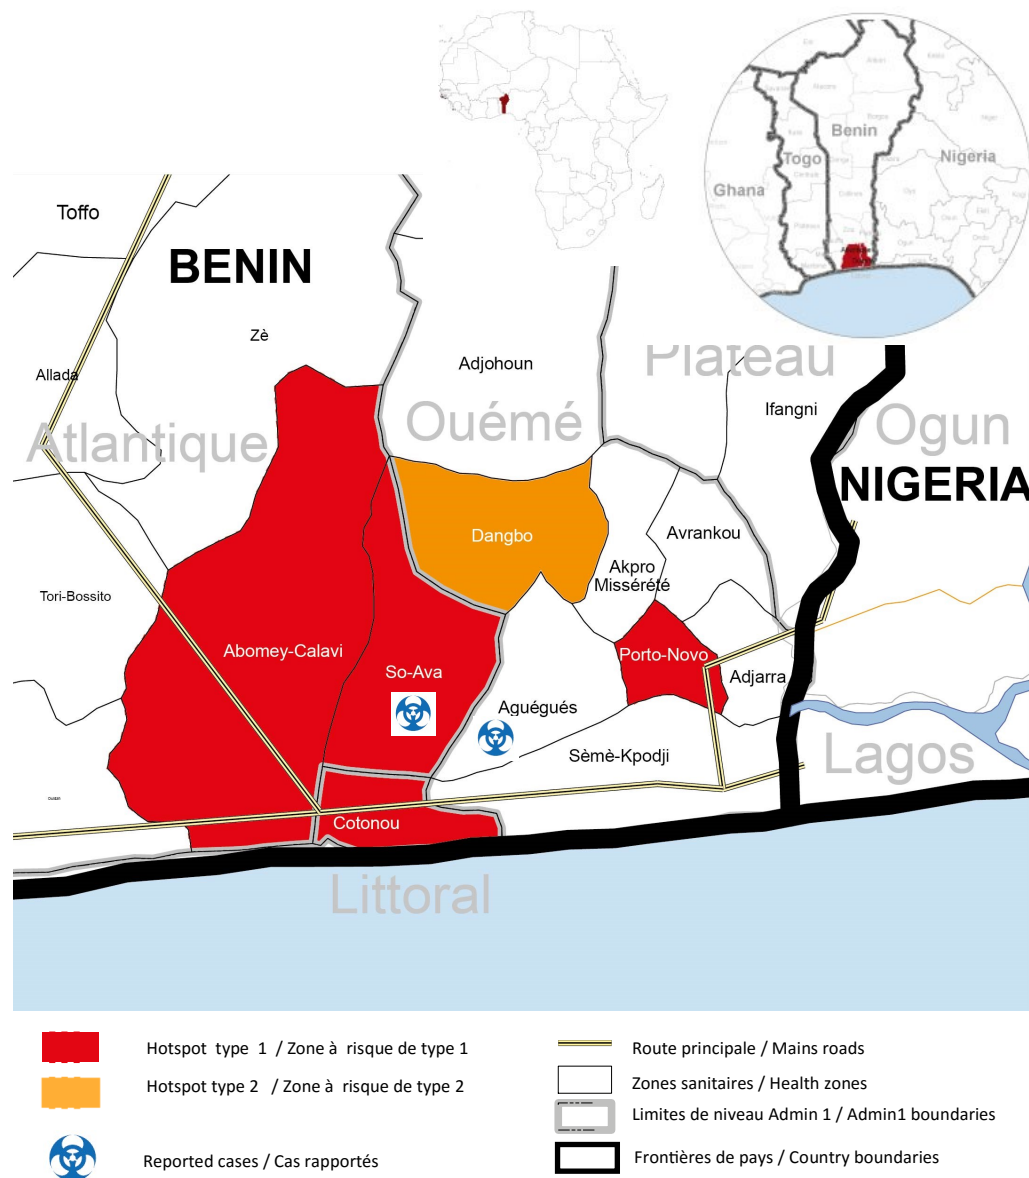 Benin
Togo
Nigeria
Ghana
Toffo
BENIN
Zè
Adjohoun
Allada
Plateau
Ifangni
Atlantique
Ouémé
Ogun
NIGERIA
Dangbo
Avrankou
Akpro
Missérété
Tori-Bossito
Abomey-Calavi
So-Ava
Porto-Novo
Adjarra
Aguégués
Sèmè-Kpodji
Lagos
Cotonou
Littoral
Hotspot type 1 / Zone à risque de type 1
Hotspot type 2 / Zone à risque de type 2
Reported cases / Cas rapportés
Route principale / Mains roads
Zones sanitaires / Health zones
Limites de niveau Admin 1 / Admin1 boundaries
Frontières de pays / Country boundaries